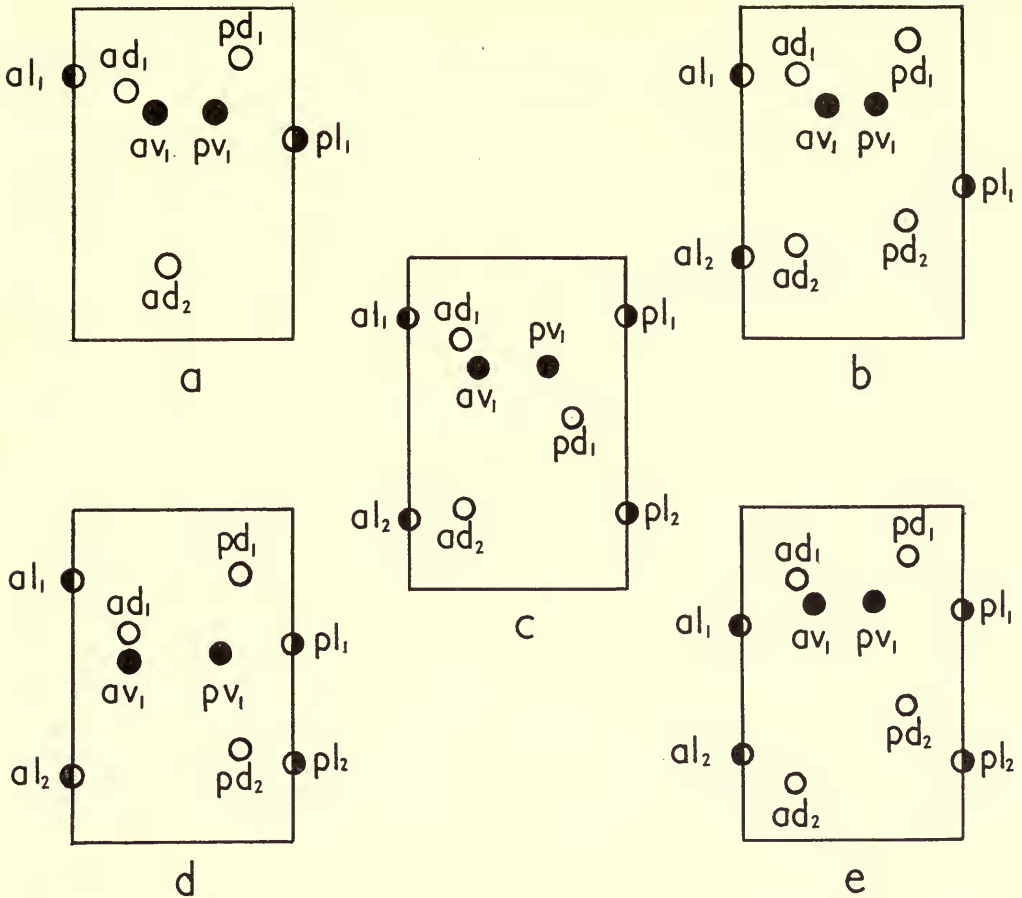 pd₁
ad₁
al₁
av₁ pv₁
pl₁
ad₂
a
pd₁
ad₁
al₁
av₁ pv₁
pl₁
al₂
ad₂
pd₂
b
al₁
ad₁
pv₁
pl₁
av₁
pd₁
al₂
ad₂
pl₂
c
pd₁
al₁
ad₁
pl₁
av₁ pv₁
al₂
pd₂
pl₂
d
pd₁
ad₁
al₁
av₁ pv₁
pl₁
pd₂
al₂
ad₂
pl₂
e